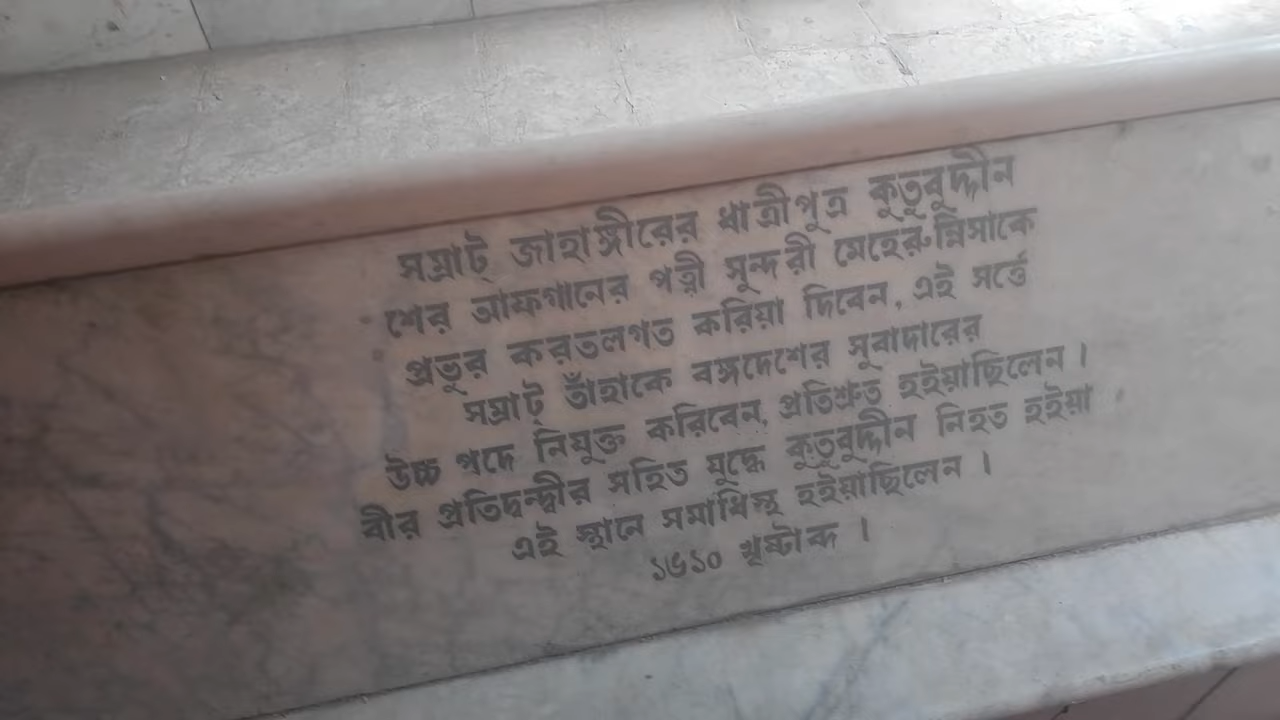 সম্রাট্ জাহাঙ্গীরের ধাত্রীপুত্র কুতুবুদ্দীন
শের আফগানের পত্নী সুন্দরী মেহেরুন্নিসাকে
প্রভুর করতলগত করিয়া দিবেন, এই সর্ত্তে
সম্রাট্ তাঁহাকে বঙ্গদেশের সুবাদারের
উচ্চ পদে নিযুক্ত করিবেন, প্রতিশ্রুত হইয়াছিলেন।
বীর প্রতিদ্বন্দ্বীর সহিত যুদ্ধে কুতুবুদ্দীন নিহত হইয়া
এই স্থানে সমাধিস্থ হইয়াছিলেন।
১৬১০ খৃষ্টাব্দ।